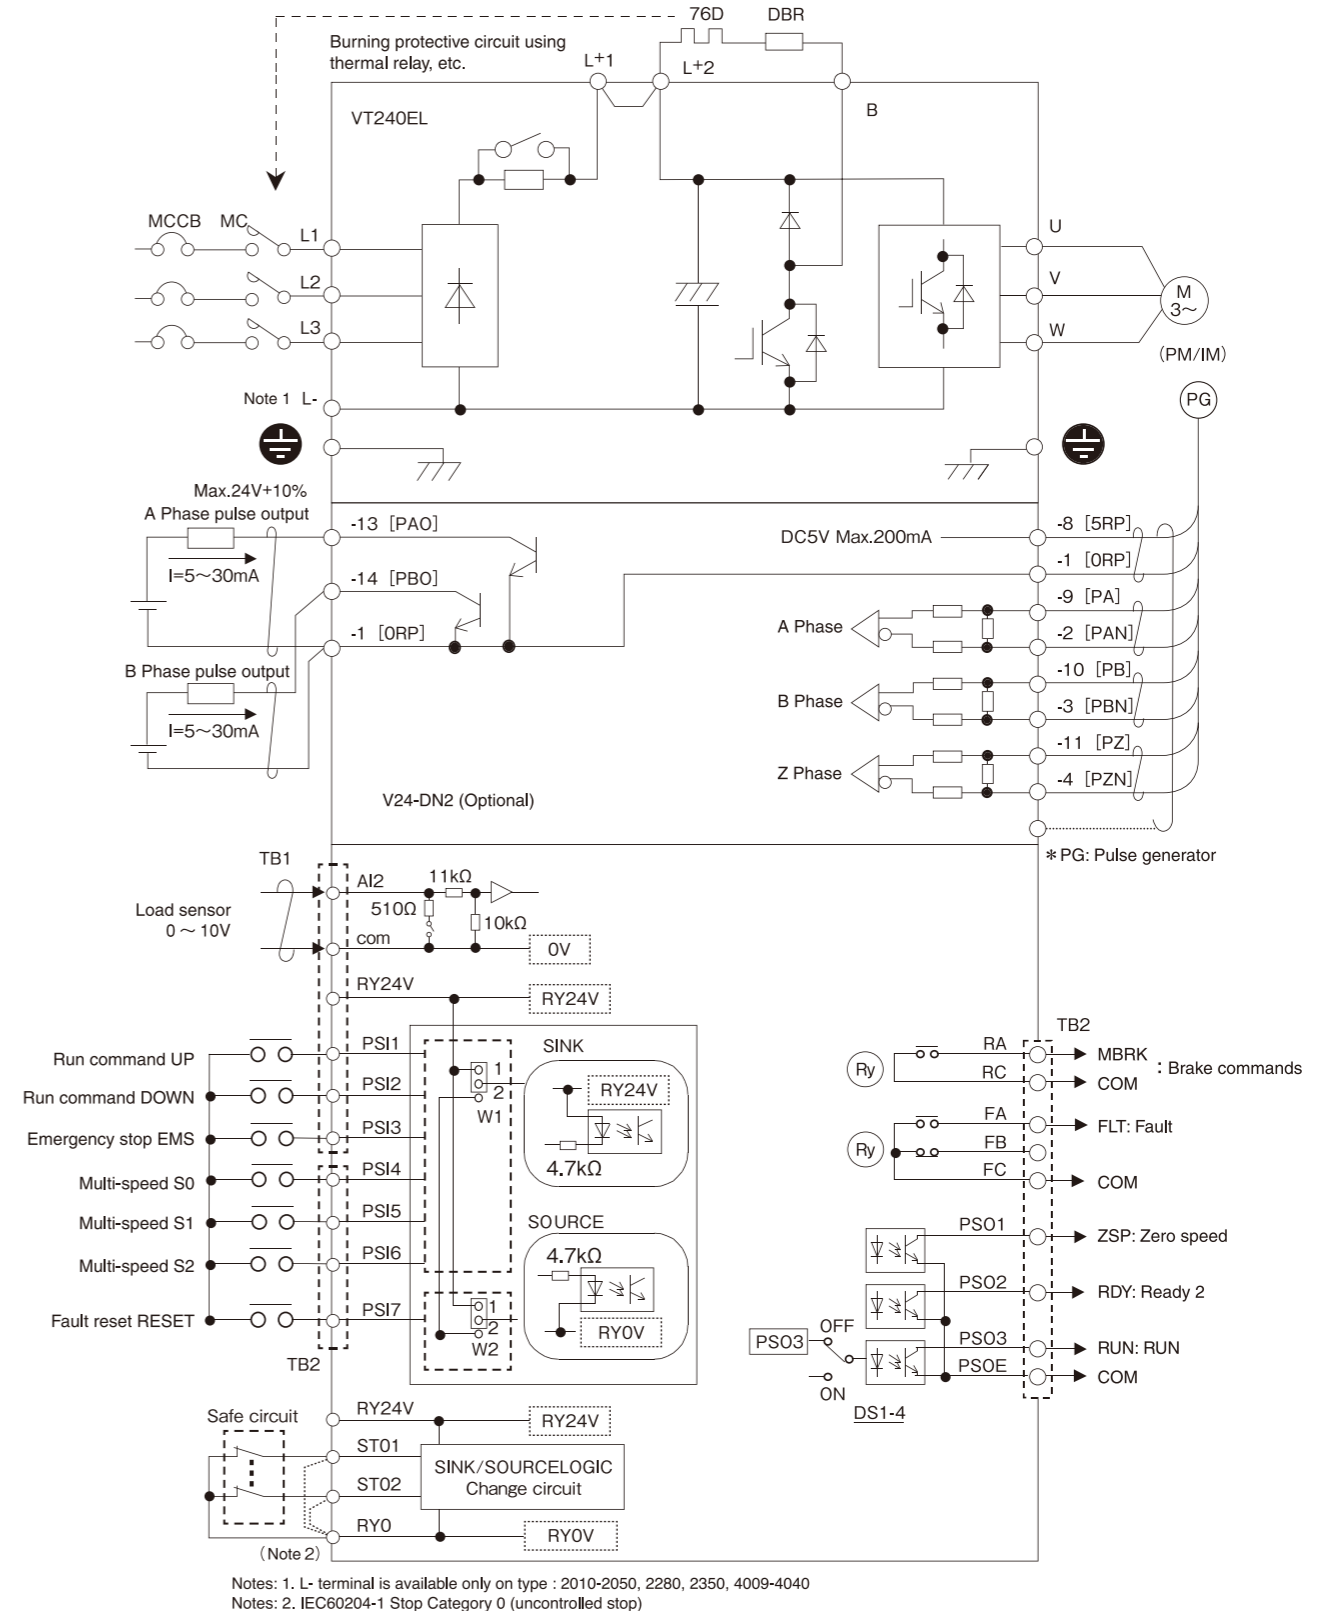 76D
DBR
Burning protective circuit using
thermal relay, etc.
L+1
L+2
B
VT240EL
MCCB
MC
L1
L2
L3
Note 1 L-
U
V
W
M
3～
(PM/IM)
PG
Max.24V+10%
A Phase pulse output
I=5～30mA
-13 [PAO]
-14 [PBO]
-1 [0RP]
B Phase pulse output
I=5～30mA
DC5V Max.200mA
-8 [5RP]
-1 [0RP]
A Phase
-9 [PA]
-2 [PAN]
B Phase
-10 [PB]
-3 [PBN]
Z Phase
-11 [PZ]
-4 [PZN]
V24-DN2 (Optional)
＊PG: Pulse generator
TB1
Load sensor
0 ～ 10V
AI2
11kΩ
510Ω
10kΩ
com
0V
RY24V
RY24V
Run command UP
PSI1
Run command DOWN
PSI2
Emergency stop EMS
PSI3
Multi-speed S0
PSI4
Multi-speed S1
PSI5
Multi-speed S2
PSI6
Fault reset RESET
PSI7
TB2
1
2
W1
1
2
W2
SINK
RY24V
4.7kΩ
SOURCE
4.7kΩ
RY0V
TB2
Ry
RA
MBRK
RC
COM
: Brake commands
Ry
FA
FLT: Fault
FB
FC
COM
PSO1
ZSP: Zero speed
PSO2
RDY: Ready 2
PSO3
OFF
ON
DS1-4
PSO3
RUN: RUN
PSOE
COM
Safe circuit
RY24V
RY24V
ST01
ST02
SINK/SOURCELOGIC
Change circuit
RY0
RY0V
(Note 2)
Notes: 1. L- terminal is available only on type : 2010-2050, 2280, 2350, 4009-4040
Notes: 2. IEC60204-1 Stop Category 0 (uncontrolled stop)